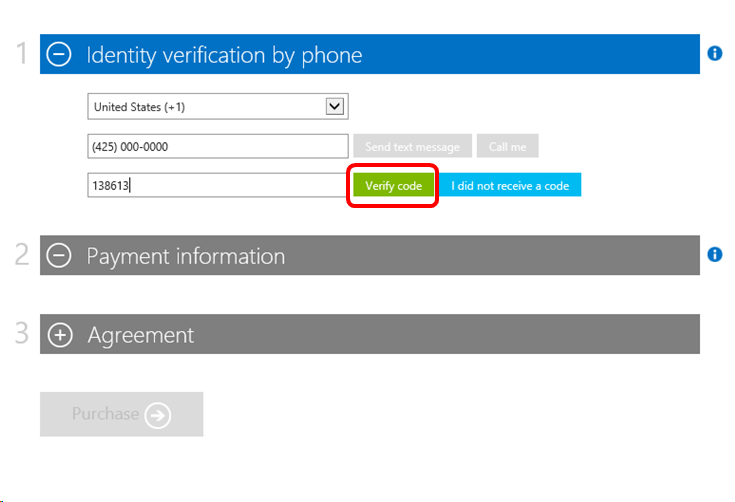 1 Identity verification by phone
United States (+1)
(425) 000-0000 Send text message Call me
138613 Verify code I did not receive a code
2 Payment information
3 Agreement
Purchase